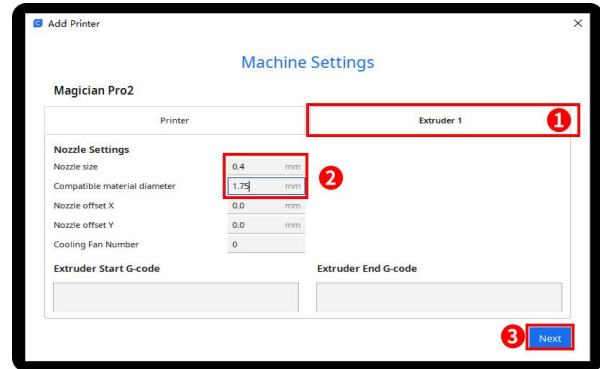 Add Printer
Machine Settings
Magician Pro2
Printer
Extruder 1
1
Nozzle Settings
Nozzle size 0.4 mm
Compatible material diameter 1.75 mm
2
Nozzle offset X 0.0 mm
Nozzle offset Y 0.0 mm
Cooling Fan Number 0
Extruder Start G-code
Extruder End G-code
3
Next